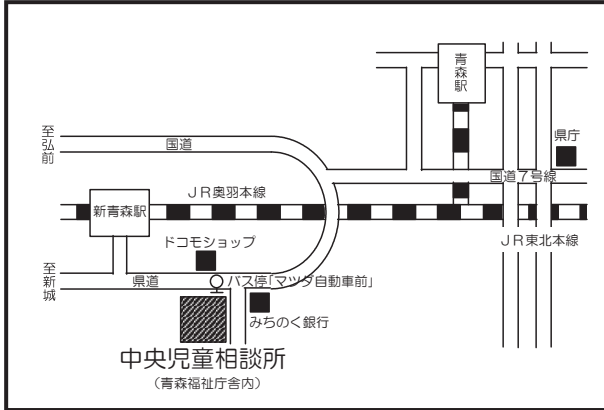 青森駅
県庁
至弘前
国道
国道7号線
JR奥羽本線
新青森駅
JR東北本線
ドコモショップ
至新城
県道
バス停「マツダ自動車前」
みちのく銀行
中央児童相談所
（青森福祉庁舎内）